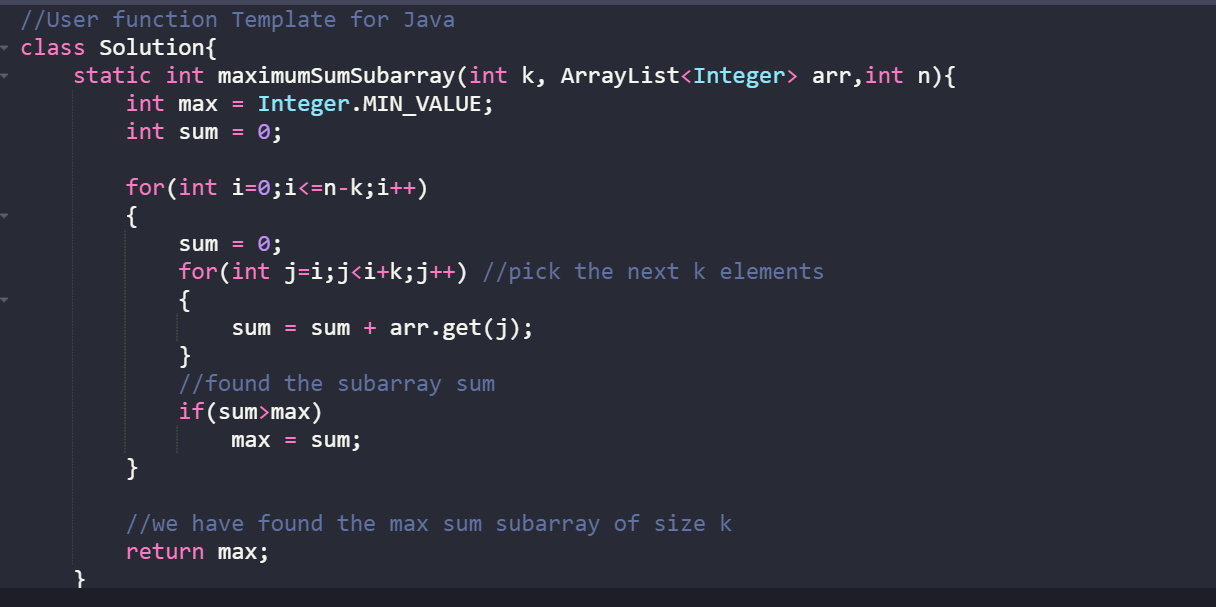 //User function Template for Java
class Solution{
    static int maximumSumSubarray(int k, ArrayList<Integer> arr,int n){
        int max = Integer.MIN_VALUE;
        int sum = 0;

        for(int i=0;i<=n-k;i++)
        {
            sum = 0;
            for(int j=i;j<i+k;j++) //pick the next k elements
            {
                sum = sum + arr.get(j);
            }
            //found the subarray sum
            if(sum>max)
                max = sum;
        }

        //we have found the max sum subarray of size k
        return max;
    }